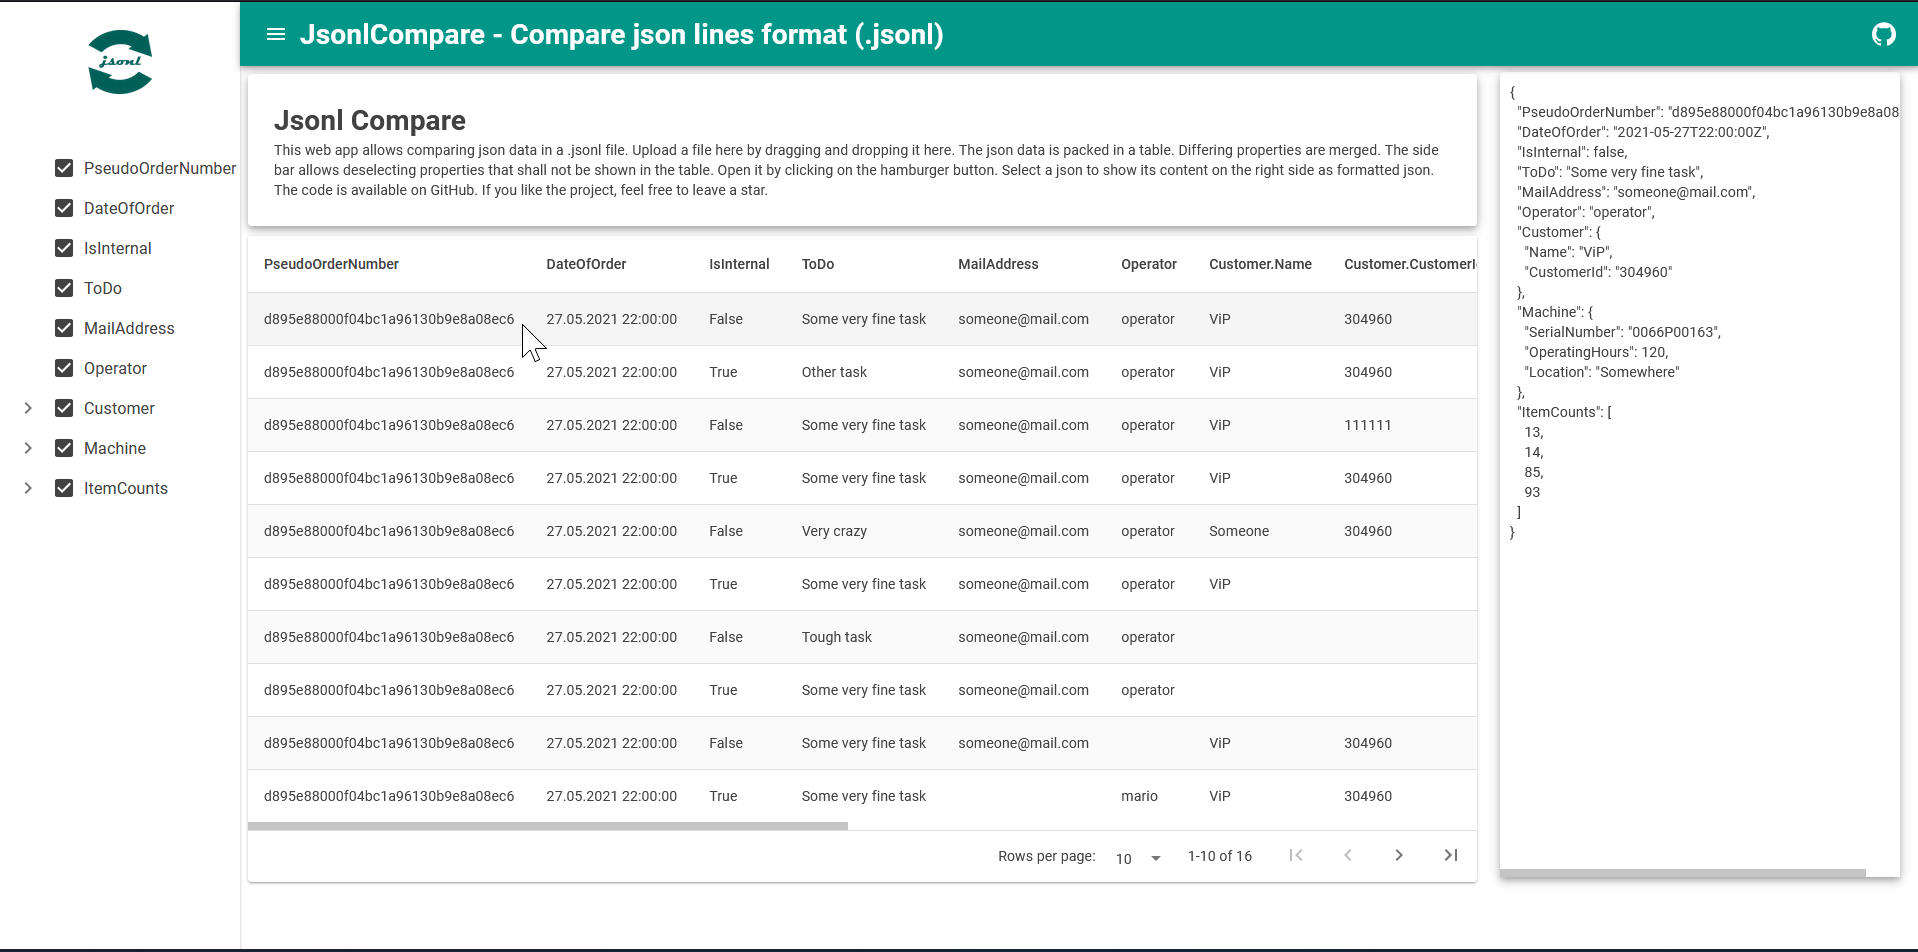 jsonl
JsonlCompare - Compare json lines format (.jsonl)
PseudoOrderNumber
DateOfOrder
IsInternal
ToDo
MailAddress
Operator
Customer
Machine
ItemCounts
Jsonl Compare
This web app allows comparing json data in a .jsonl file. Upload a file here by dragging and dropping it here. The json data is packed in a table. Differing properties are merged. The side
bar allows deselecting properties that shall not be shown in the table. Open it by clicking on the hamburger button. Select a json to show its content on the right side as formatted json.
The code is available on GitHub. If you like the project, feel free to leave a star.
PseudoOrderNumber DateOfOrder IsInternal ToDo MailAddress Operator Customer.Name Customer.CustomerI
d895e88000f04bc1a96130b9e8a08ec6 27.05.2021 22:00:00 False Some very fine task someone@mail.com operator ViP 304960
d895e88000f04bc1a96130b9e8a08ec6 27.05.2021 22:00:00 True Other task someone@mail.com operator ViP 304960
d895e88000f04bc1a96130b9e8a08ec6 27.05.2021 22:00:00 False Some very fine task someone@mail.com operator ViP 111111
d895e88000f04bc1a96130b9e8a08ec6 27.05.2021 22:00:00 True Some very fine task someone@mail.com operator ViP 304960
d895e88000f04bc1a96130b9e8a08ec6 27.05.2021 22:00:00 False Very crazy someone@mail.com operator Someone 304960
d895e88000f04bc1a96130b9e8a08ec6 27.05.2021 22:00:00 True Some very fine task someone@mail.com operator ViP
d895e88000f04bc1a96130b9e8a08ec6 27.05.2021 22:00:00 False Tough task someone@mail.com operator
d895e88000f04bc1a96130b9e8a08ec6 27.05.2021 22:00:00 True Some very fine task someone@mail.com operator
d895e88000f04bc1a96130b9e8a08ec6 27.05.2021 22:00:00 False Some very fine task someone@mail.com ViP 304960
d895e88000f04bc1a96130b9e8a08ec6 27.05.2021 22:00:00 True Some very fine task mario ViP 304960
Rows per page: 10 1-10 of 16
{
"PseudoOrderNumber": "d895e88000f04bc1a96130b9e8a08
"DateOfOrder": "2021-05-27T22:00:00Z",
"IsInternal": false,
"ToDo": "Some very fine task",
"MailAddress": "someone@mail.com",
"Operator": "operator",
"Customer": {
"Name": "ViP",
"CustomerId": "304960"
},
"Machine": {
"SerialNumber": "0066P00163",
"OperatingHours": 120,
"Location": "Somewhere"
},
"ItemCounts": [
13,
14,
85,
93
]
}